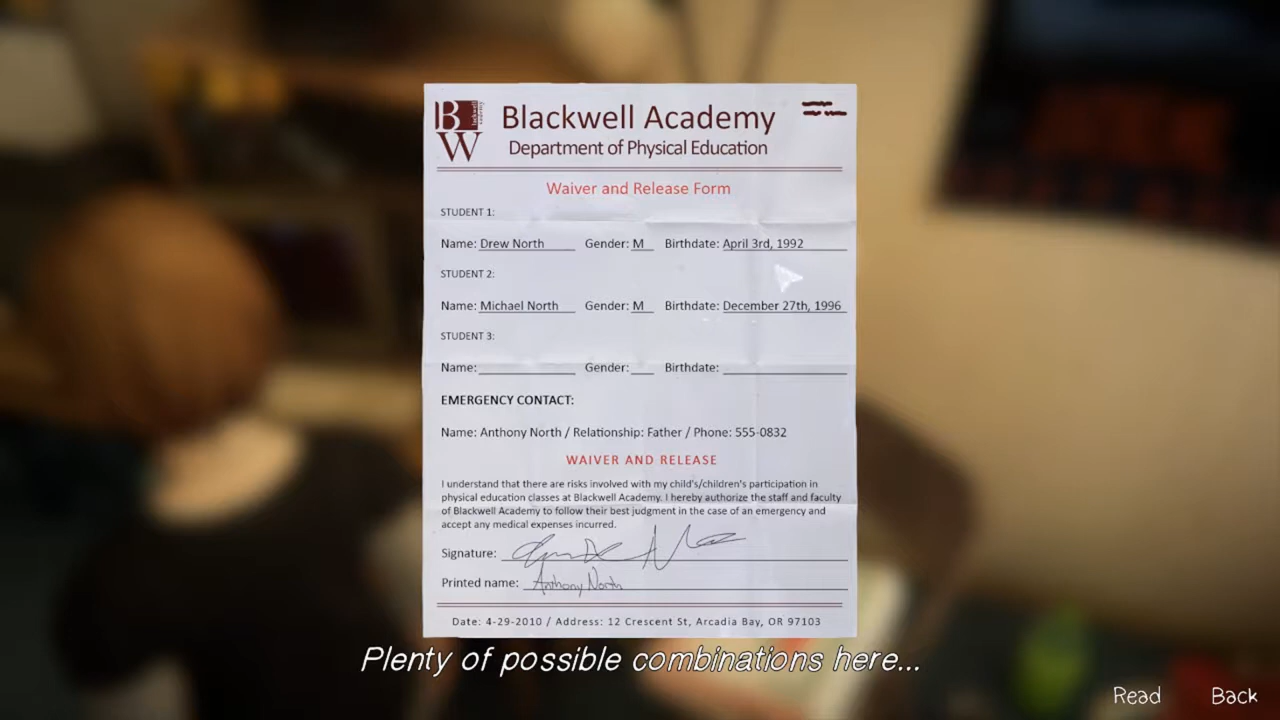 BW
Blackwell Academy
Department of Physical Education
Waiver and Release Form
STUDENT 1:
Name: Drew North Gender: M Birthdate: April 3rd, 1992
STUDENT 2:
Name: Michael North Gender: M Birthdate: December 27th, 1996
STUDENT 3:
Name: Gender: Birthdate:
EMERGENCY CONTACT:
Name: Anthony North / Relationship: Father / Phone: 555-0832
WAIVER AND RELEASE
I understand that there are risks involved with my child's/children's participation in
physical education classes at Blackwell Academy. I hereby authorize the staff and faculty
of Blackwell Academy to follow their best judgment in the case of an emergency and
accept any medical expenses incurred.
Signature:
Printed name: Anthony North
Date: 4-29-2010 / Address: 12 Crescent St, Arcadia Bay, OR 97103
Plenty of possible combinations here...
Read Back